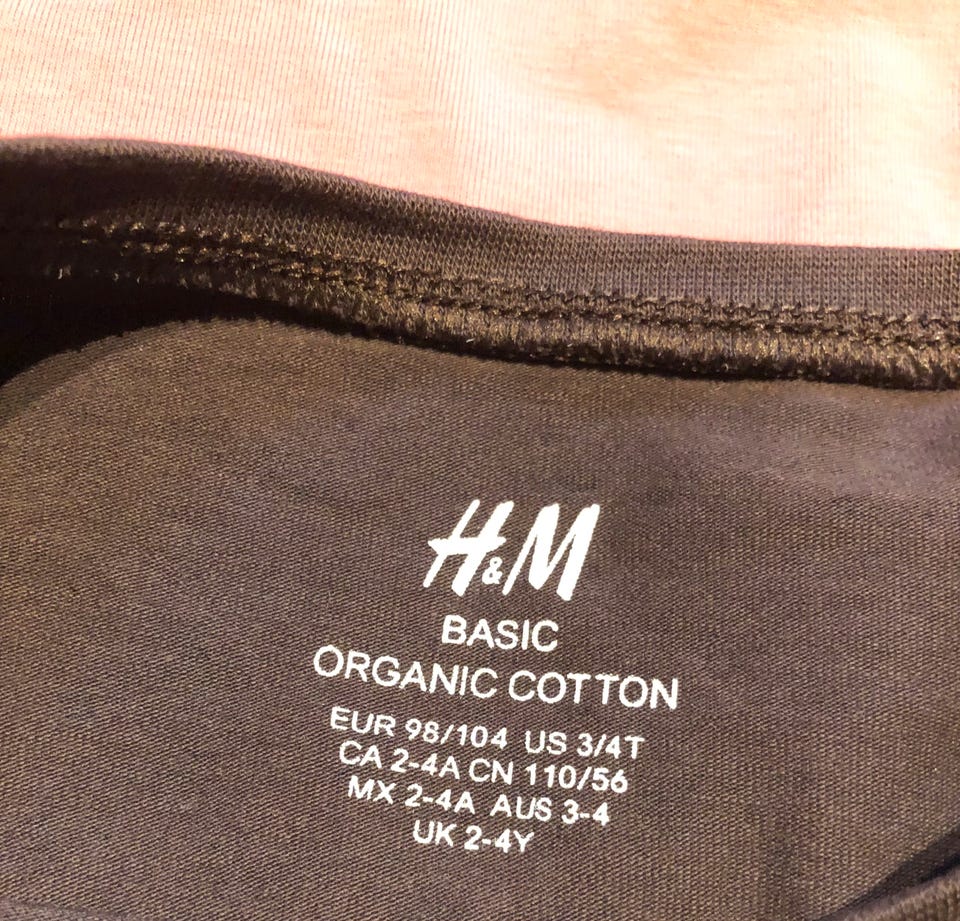 H&M
BASIC
ORGANIC COTTON
EUR 98/104 US 3/4T
CA 2-4A CN 110/56
MX 2-4A AUS 3-4
UK 2-4Y